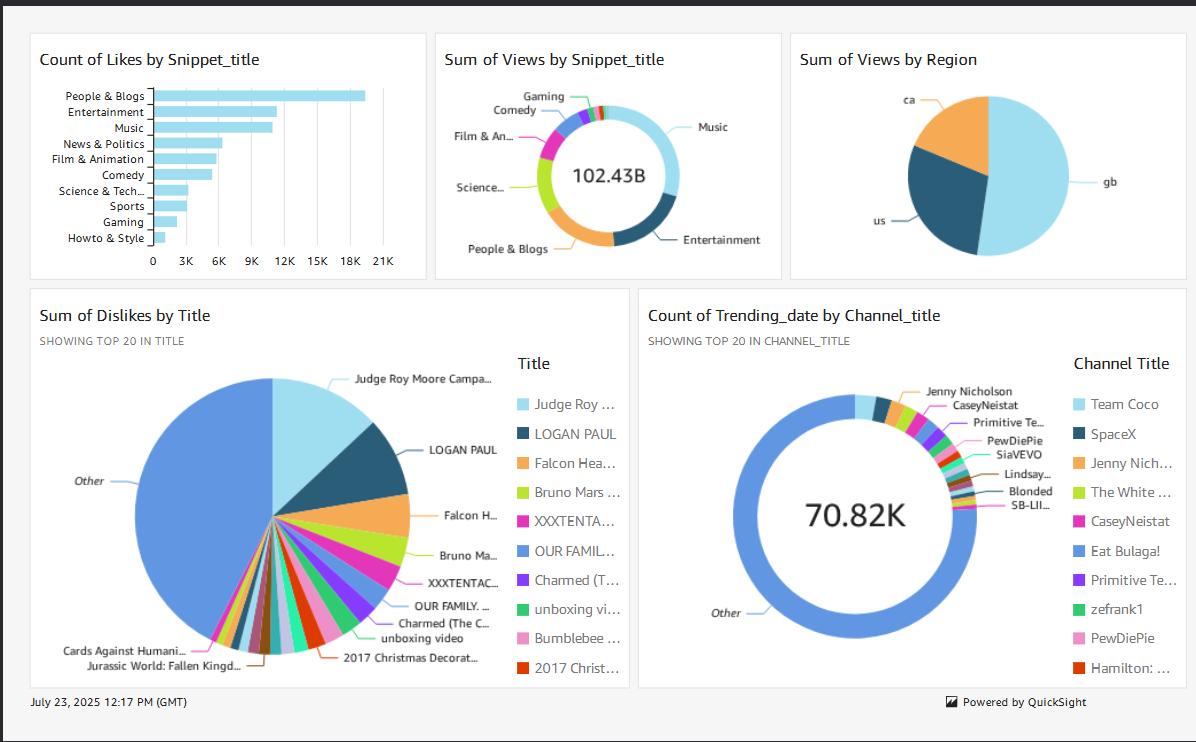 Count of Likes by Snippet_title
People & Blogs
Entertainment
Music
News & Politics
Film & Animation
Comedy
Science & Tech...
Sports
Gaming
Howto & Style
0 3K 6K 9K 12K 15K 18K 21K
Sum of Views by Snippet_title
Gaming
Comedy
Film & An...
Science...
People & Blogs
Music
Entertainment
102.43B
Sum of Views by Region
ca
us
gb
Sum of Dislikes by Title
SHOWING TOP 20 IN TITLE
Judge Roy Moore Campa...
LOGAN PAUL
Falcon H...
Bruno Ma...
XXXTENTAC...
OUR FAMILY. ...
Charmed (The C...
unboxing video
2017 Christmas Decorat...
Cards Against Humani...
Jurassic World: Fallen Kingd...
Other
Title
Judge Roy ...
LOGAN PAUL
Falcon Hea...
Bruno Mars ...
XXXTENTA...
OUR FAMIL...
Charmed (T...
unboxing vi...
Bumblebee ...
2017 Christ...
Count of Trending_date by Channel_title
SHOWING TOP 20 IN CHANNEL_TITLE
Jenny Nicholson
CaseyNeistat
Primitive Te...
PewDiePie
SiaVEVO
Lindsay...
Blonded
SB-LII...
Other
70.82K
Channel Title
Team Coco
SpaceX
Jenny Nich...
The White ...
CaseyNeistat
Eat Bulaga!
Primitive Te...
zefrank1
PewDiePie
Hamilton: ...
July 23, 2025 12:17 PM (GMT)
Powered by QuickSight